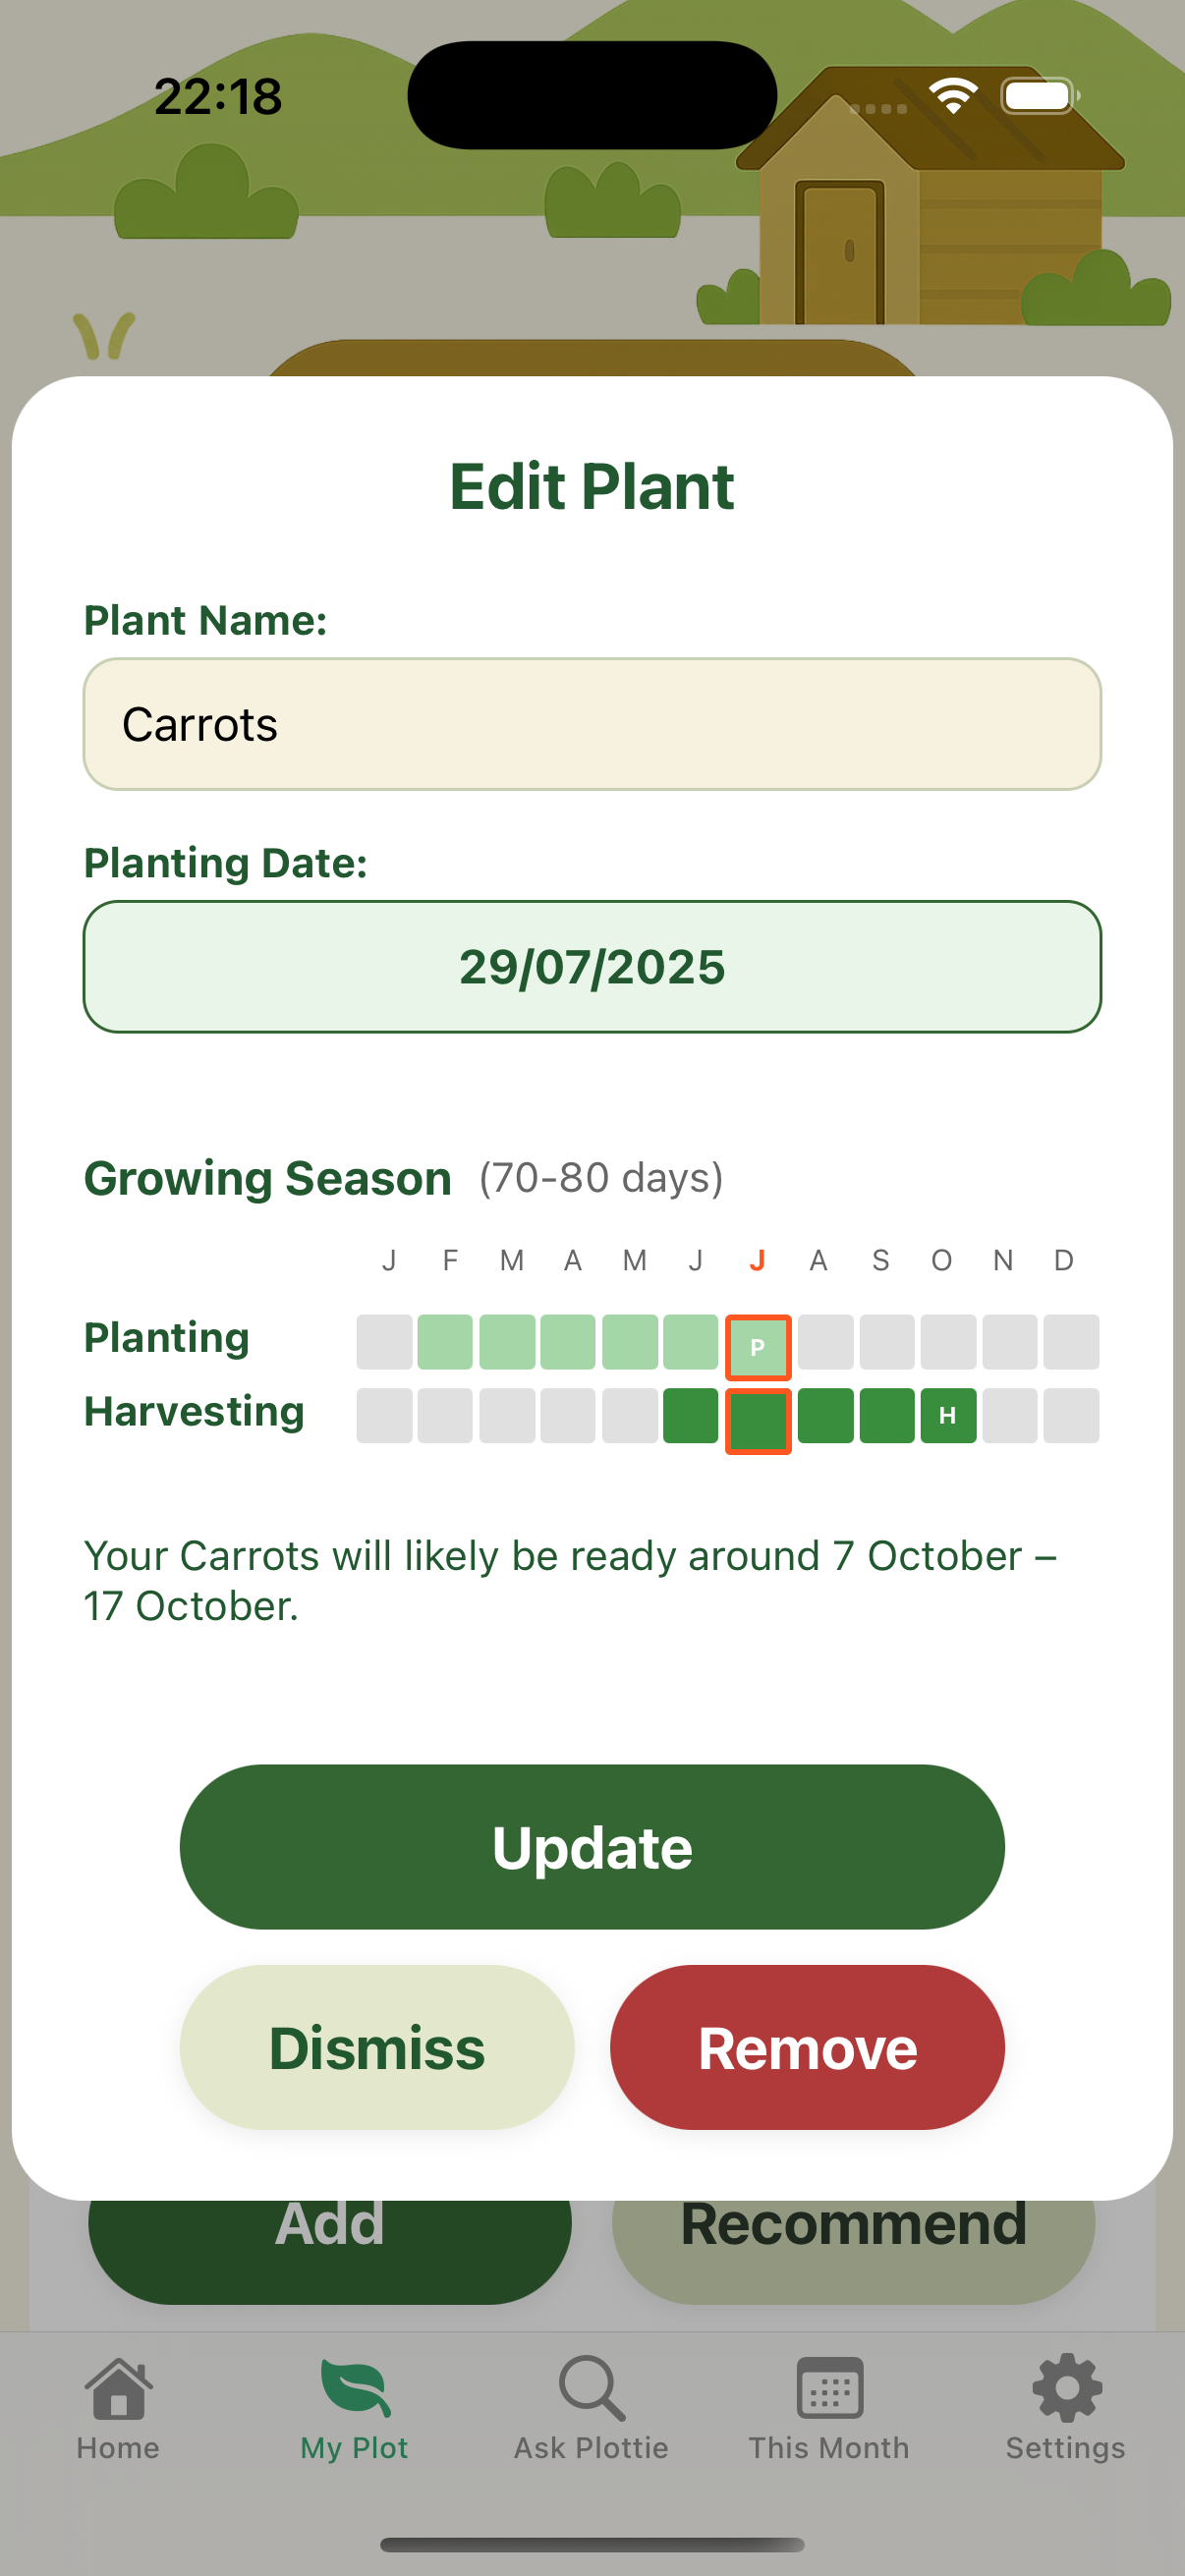 22:18
Edit Plant
Plant Name:
Carrots
Planting Date:
29/07/2025
Growing Season (70-80 days)
J F M A M J J A S O N D
Planting P
Harvesting H
Your Carrots will likely be ready around 7 October –
17 October.
Update
Dismiss Remove
Add Recommend
Home My Plot Ask Plottie This Month Settings